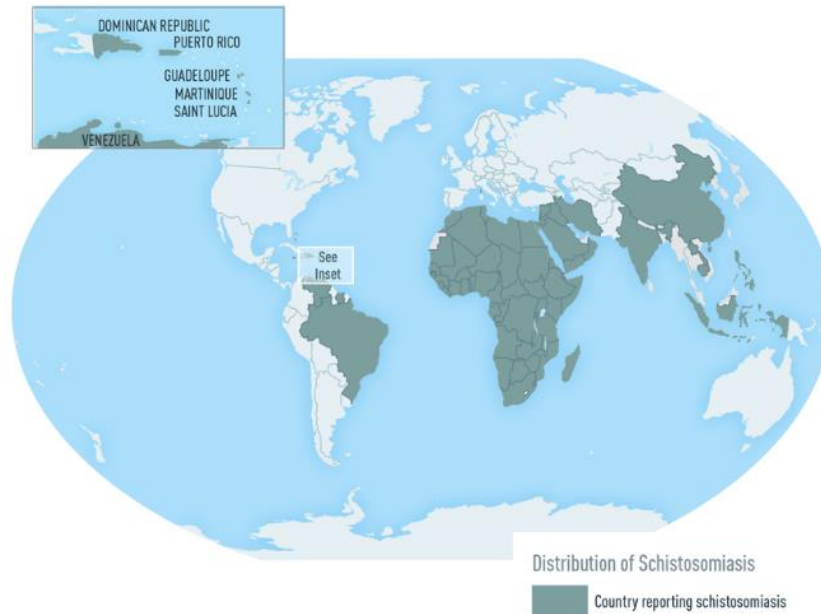 DOMINICAN REPUBLIC
PUERTO RICO
GUADELOUPE
MARTINIQUE
SAINT LUCIA
VENEZUELA
See
Inset
Distribution of Schistosomiasis
Country reporting schistosomiasis